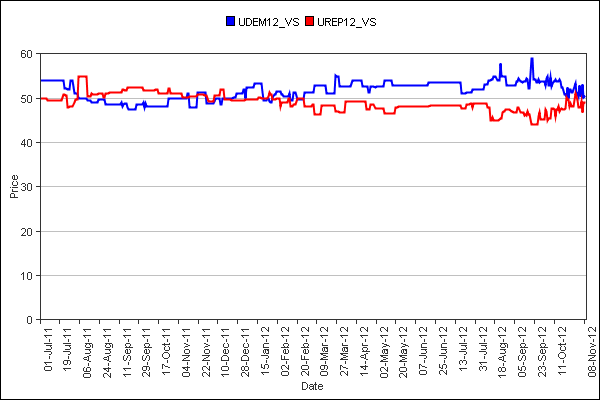 UDEM12_VS UREP12_VS
60
50
40
30
20
10
0
Price
01-Jul-11
19-Jul-11
06-Aug-11
24-Aug-11
11-Sep-11
29-Sep-11
17-Oct-11
04-Nov-11
22-Nov-11
10-Dec-11
28-Dec-11
15-Jan-12
02-Feb-12
20-Feb-12
09-Mar-12
27-Mar-12
14-Apr-12
02-May-12
20-May-12
07-Jun-12
25-Jun-12
13-Jul-12
31-Jul-12
18-Aug-12
05-Sep-12
23-Sep-12
11-Oct-12
08-Nov-12
Date